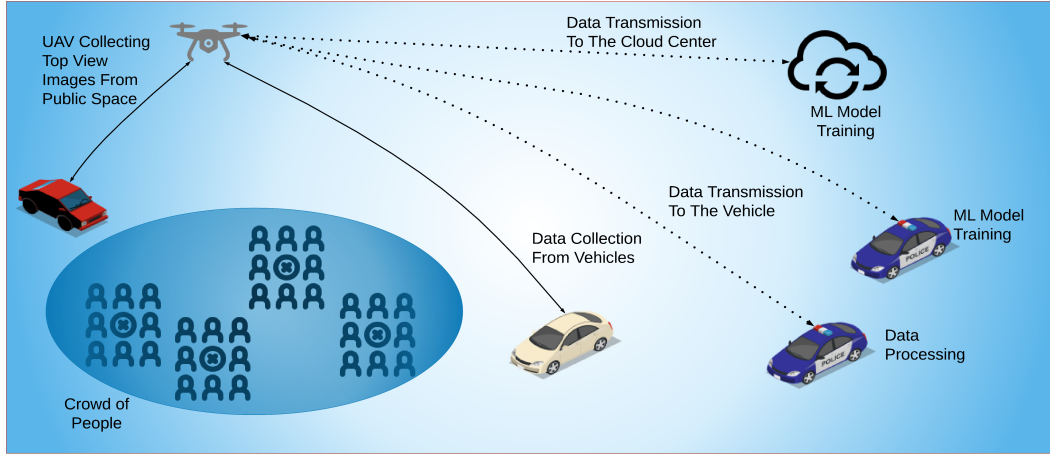 UAV Collecting
Top View
Images From
Public Space
Data Transmission
To The Cloud Center
ML Model
Training
Data Transmission
To The Vehicle
ML Model
Training
POLICE
Data Collection
From Vehicles
Data
Processing
POLICE
Crowd of
People